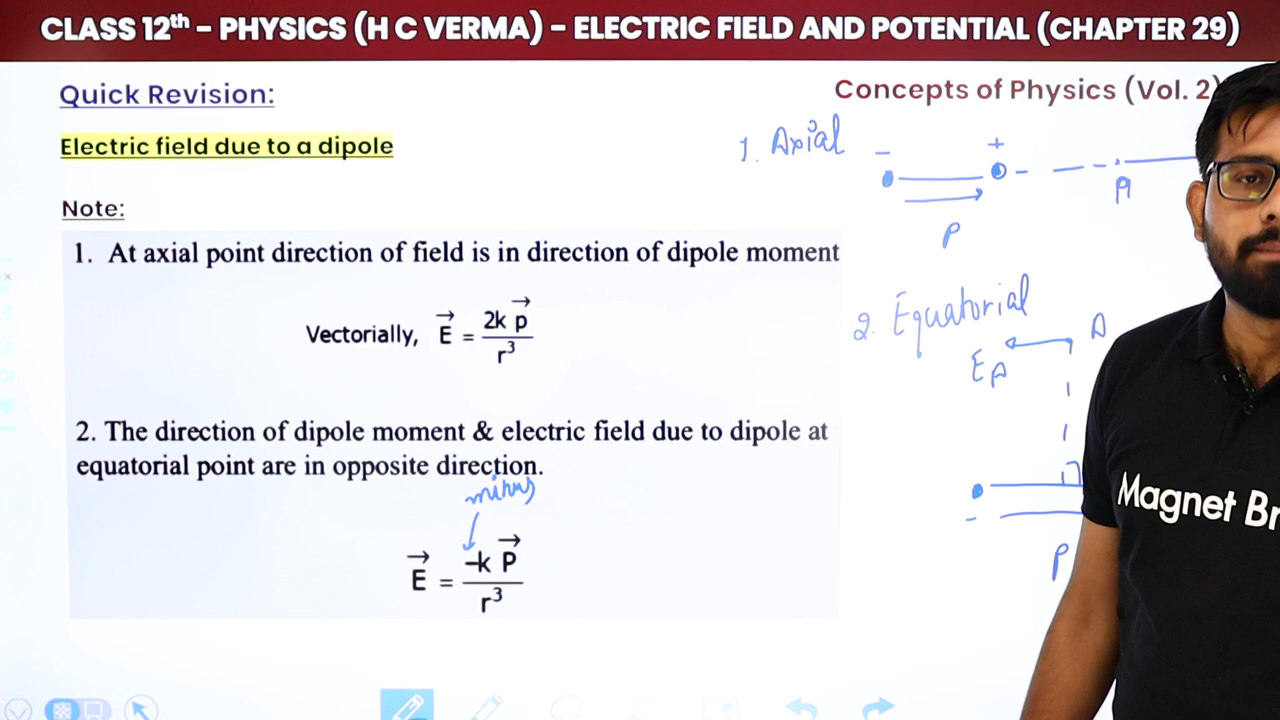 CLASS 12th – PHYSICS (H C VERMA) – ELECTRIC FIELD AND POTENTIAL (CHAPTER 29)
Quick Revision:
Concepts of Physics (Vol. 2)
Electric field due to a dipole
1. Axial
- +
P
A
Note:
1. At axial point direction of field is in direction of dipole moment
Vectorially, E⃗ = 2k p⃗ / r³
2. Equatorial
A
E_A
2. The direction of dipole moment & electric field due to dipole at
equatorial point are in opposite direction.
minus
E⃗ = -k P⃗ / r³
-
P
Magnet Br